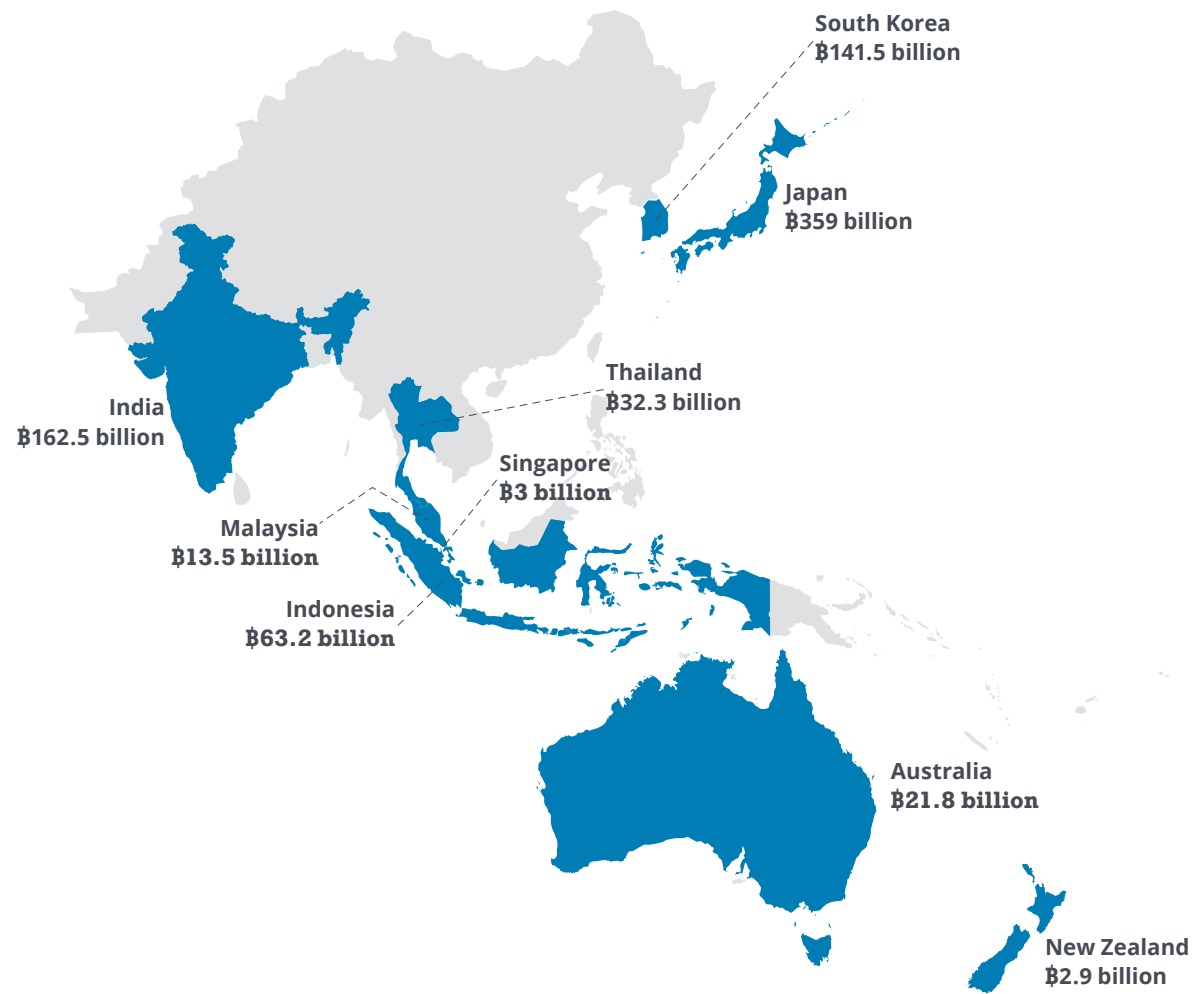 South Korea
฿141.5 billion
Japan
฿359 billion
Thailand
฿32.3 billion
India
฿162.5 billion
Singapore
฿3 billion
Malaysia
฿13.5 billion
Indonesia
฿63.2 billion
Australia
฿21.8 billion
New Zealand
฿2.9 billion